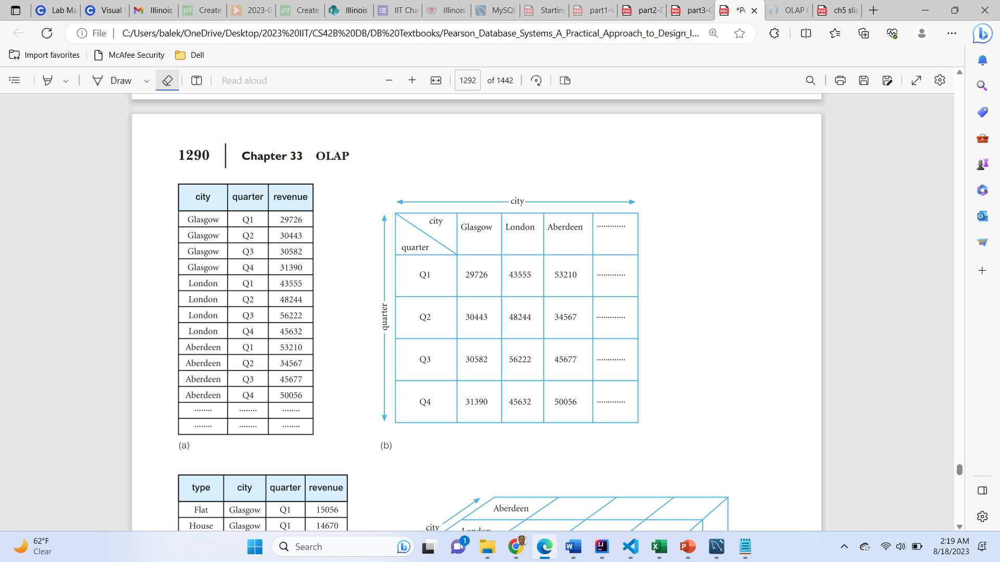 Lab Ma
Visual
Illinois
Create
2023-0
Create
Illinois
IIT Cha
Illinois
MySQL
Starting
part1-
part2-
part3-
*Pe
OLAP
ch5 slid
File
C:/Users/balek/OneDrive/Desktop/2023%20IIT/CS42B%20DB/DB%20Textbooks/Pearson_Database_Systems_A_Practical_Approach_to_Design_I...
Import favorites
McAfee Security
Dell
Draw
Read aloud
1292 of 1442
1290 Chapter 33 OLAP
city quarter revenue
Glasgow Q1 29726
Glasgow Q2 30443
Glasgow Q3 30582
Glasgow Q4 31390
London Q1 43555
London Q2 48244
London Q3 56222
London Q4 45632
Aberdeen Q1 53210
Aberdeen Q2 34567
Aberdeen Q3 45677
Aberdeen Q4 50056
........ ........ ........
........ ........ ........
(a)
city
quarter
city
quarter
Glasgow London Aberdeen .............
Q1 29726 43555 53210 .............
Q2 30443 48244 34567 .............
Q3 30582 56222 45677 .............
Q4 31390 45632 50056 .............
(b)
type city quarter revenue
Flat Glasgow Q1 15056
House Glasgow Q1 14670
city
Aberdeen
London
62°F
Clear
Search
1
2:19 AM
8/18/2023